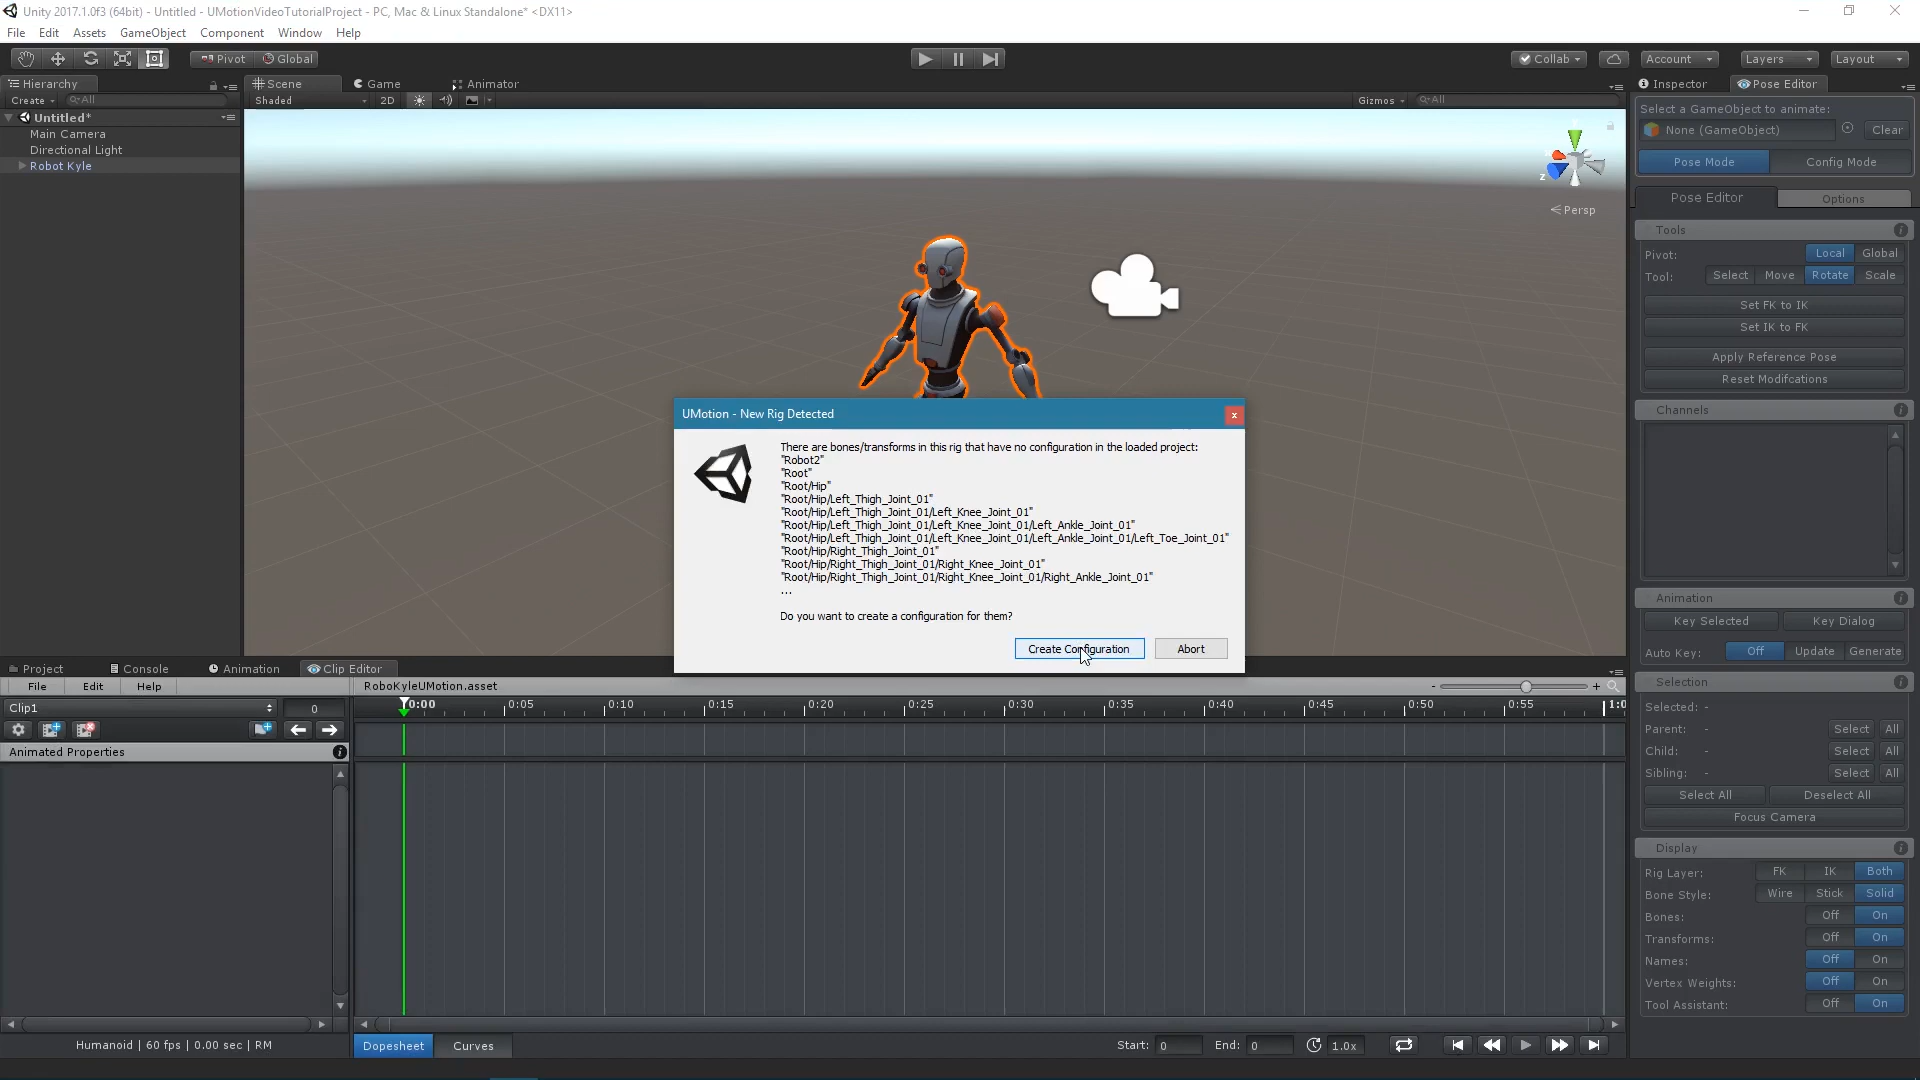 Unity 2017.1.0f3 (64bit) - Untitled - UMotionVideoTutorialProject - PC, Mac & Linux Standalone* <DX11>
File Edit Assets GameObject Component Window Help
Pivot Global Collab Account Layers Layout
Hierarchy Scene Game Animator Inspector Pose Editor
Create All Shaded 2D Gizmos All
Untitled*
Main Camera
Directional Light
Robot Kyle
z
Persp
Select a GameObject to animate:
None (GameObject) Clear
Pose Mode Config Mode
Pose Editor Options
Tools
Pivot: Local Global
Tool: Select Move Rotate Scale
Set FK to IK
Set IK to FK
Apply Reference Pose
Reset Modifcations
Channels
UMotion - New Rig Detected x
There are bones/transforms in this rig that have no configuration in the loaded project:
"Robot2"
"Root"
"Root/Hip"
"Root/Hip/Left_Thigh_Joint_01"
"Root/Hip/Left_Thigh_Joint_01/Left_Knee_Joint_01"
"Root/Hip/Left_Thigh_Joint_01/Left_Knee_Joint_01/Left_Ankle_Joint_01"
"Root/Hip/Left_Thigh_Joint_01/Left_Knee_Joint_01/Left_Ankle_Joint_01/Left_Toe_Joint_01"
"Root/Hip/Right_Thigh_Joint_01"
"Root/Hip/Right_Thigh_Joint_01/Right_Knee_Joint_01"
"Root/Hip/Right_Thigh_Joint_01/Right_Knee_Joint_01/Right_Ankle_Joint_01"
...
Do you want to create a configuration for them?
Create Configuration Abort
Animation
Key Selected Key Dialog
Auto Key: Off Update Generate
Selection
Selected: -
Parent: - Select All
Child: - Select All
Sibling: - Select All
Select All Deselect All
Focus Camera
Display
Rig Layer: FK IK Both
Bone Style: Wire Stick Solid
Bones: Off On
Transforms: Off On
Names: Off On
Vertex Weights: Off On
Tool Assistant: Off On
Project Console Animation Clip Editor
File Edit Help RoboKyleUMotion.asset - +
Clip1 0 0:00 0:05 0:10 0:15 0:20 0:25 0:30 0:35 0:40 0:45 0:50 0:55 1:0
Animated Properties
Humanoid | 60 fps | 0.00 sec | RM Dopesheet Curves Start: 0 End: 0 1.0x